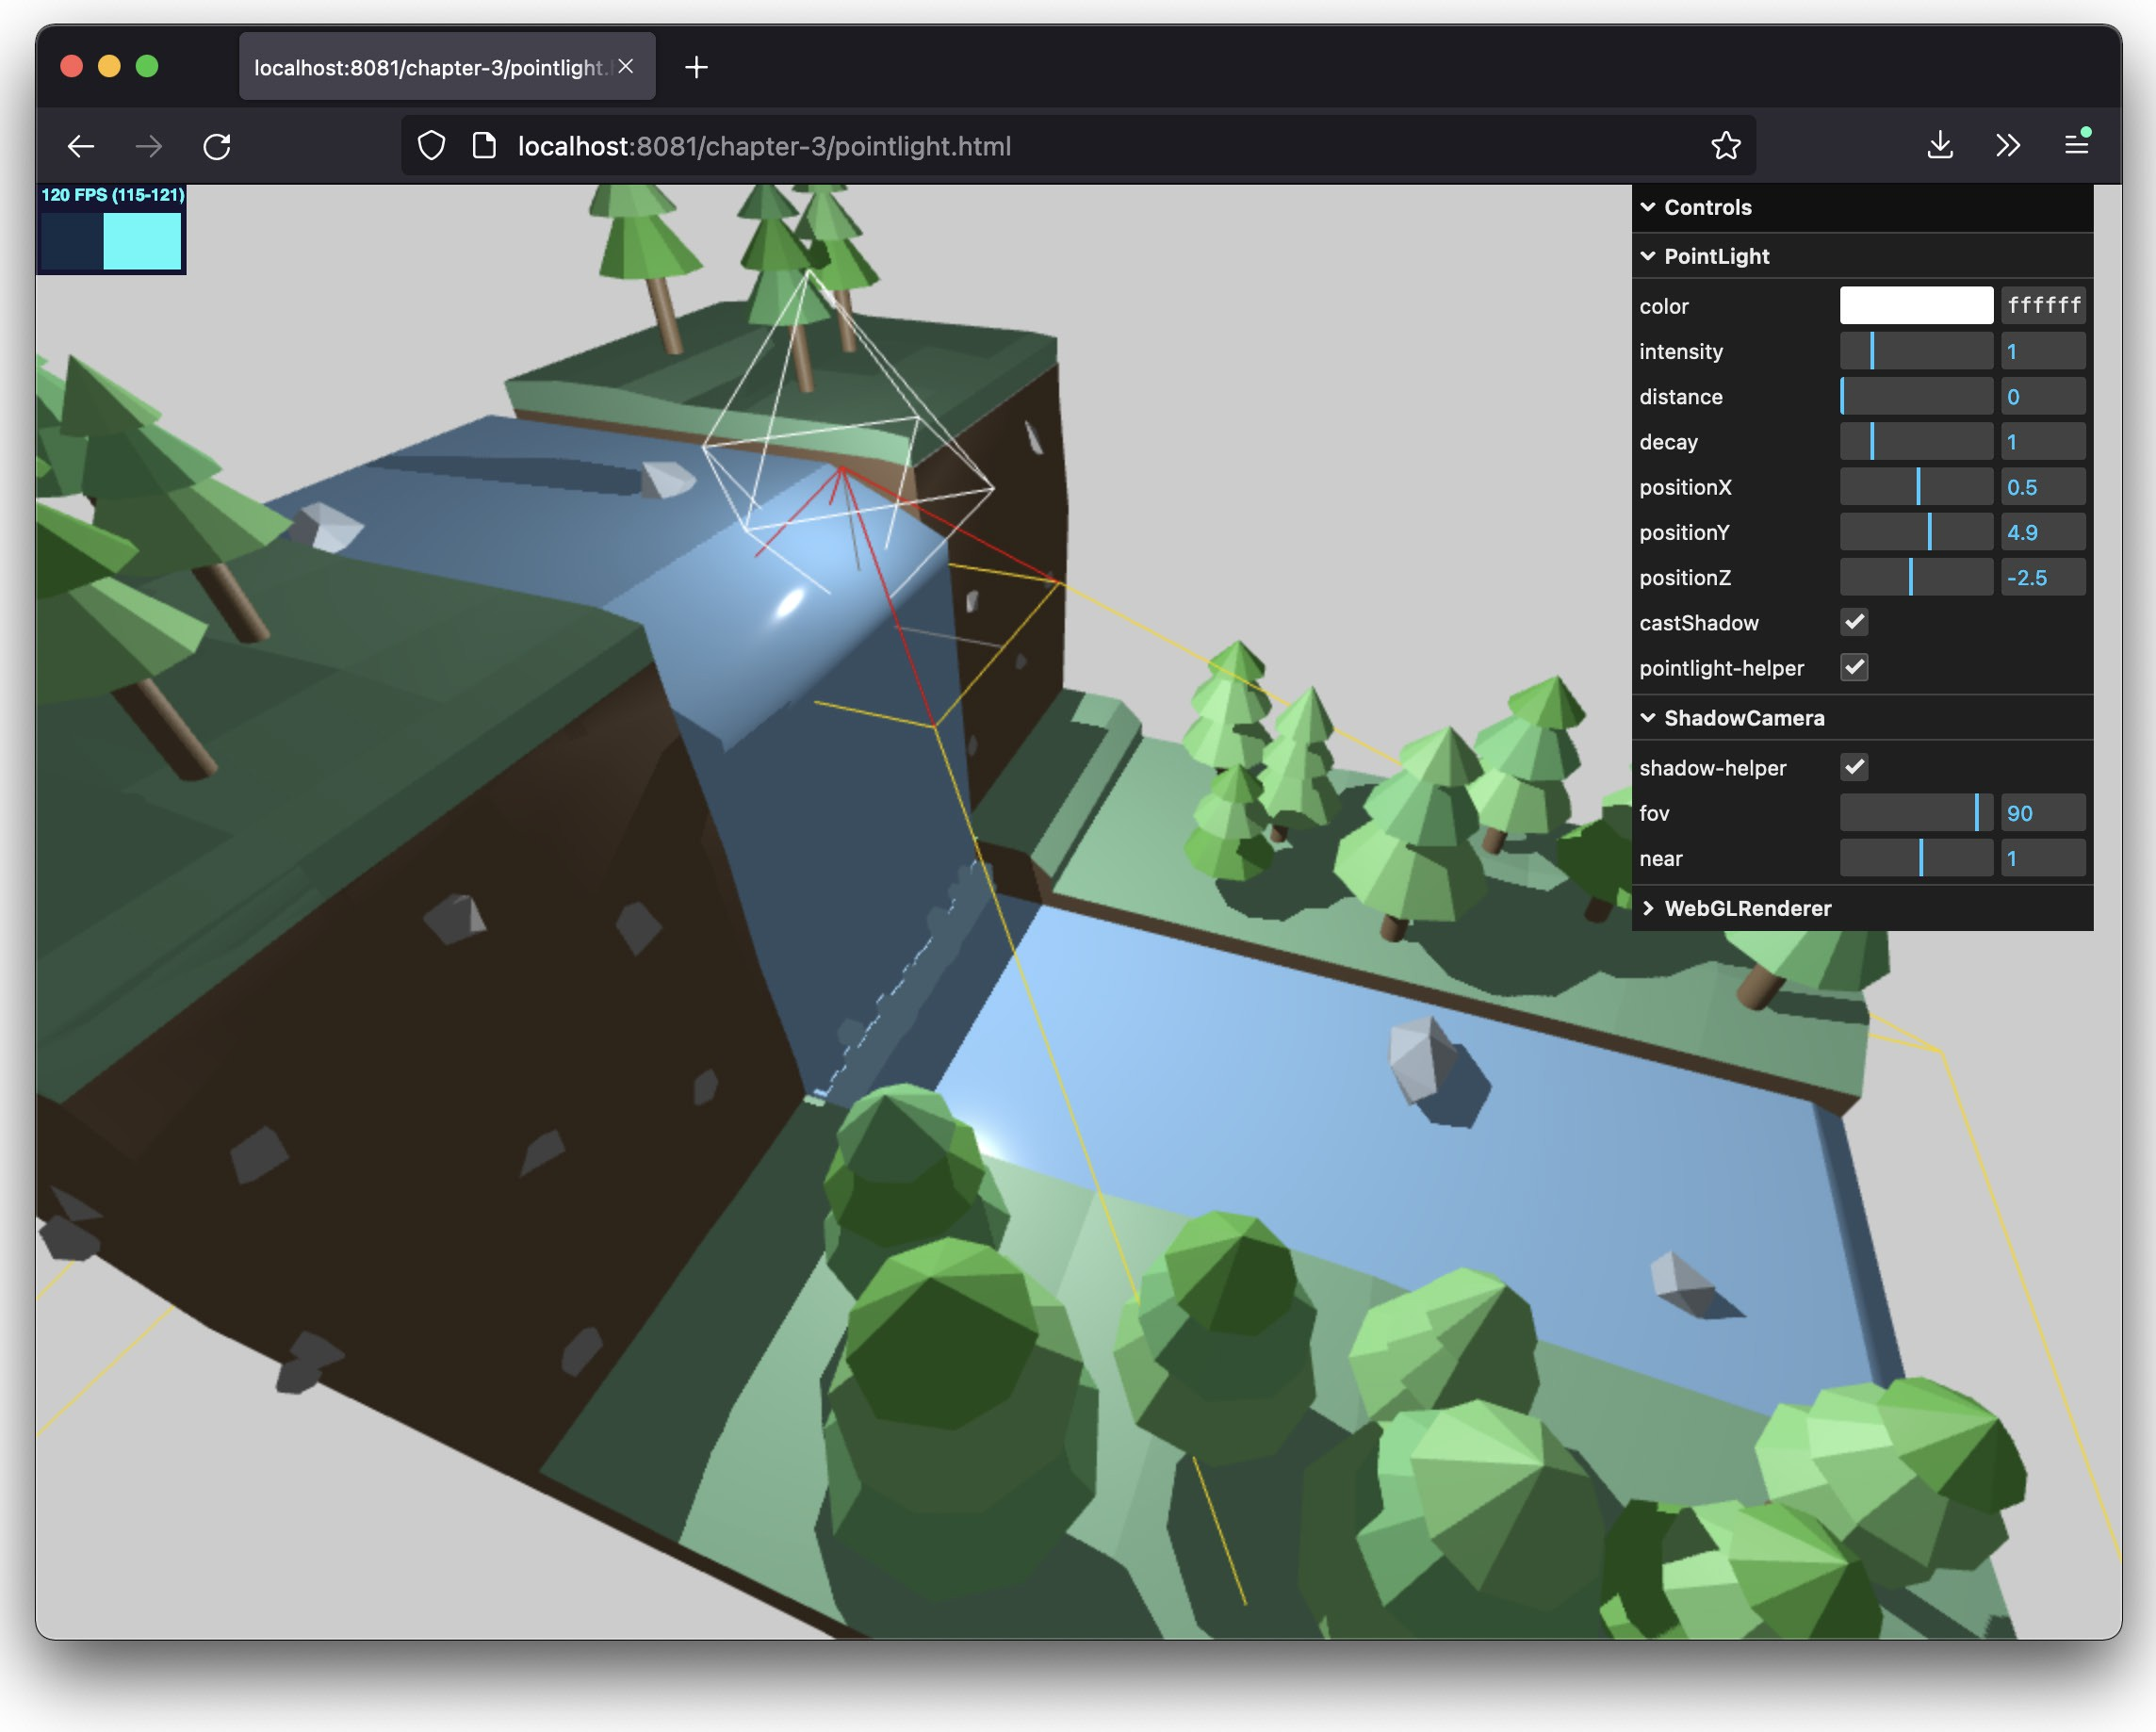 localhost:8081/chapter-3/pointlight.
localhost:8081/chapter-3/pointlight.html
120 FPS (115-121)
Controls
PointLight
color ffffff
intensity 1
distance 0
decay 1
positionX 0.5
positionY 4.9
positionZ -2.5
castShadow
pointlight-helper
ShadowCamera
shadow-helper
fov 90
near 1
WebGLRenderer